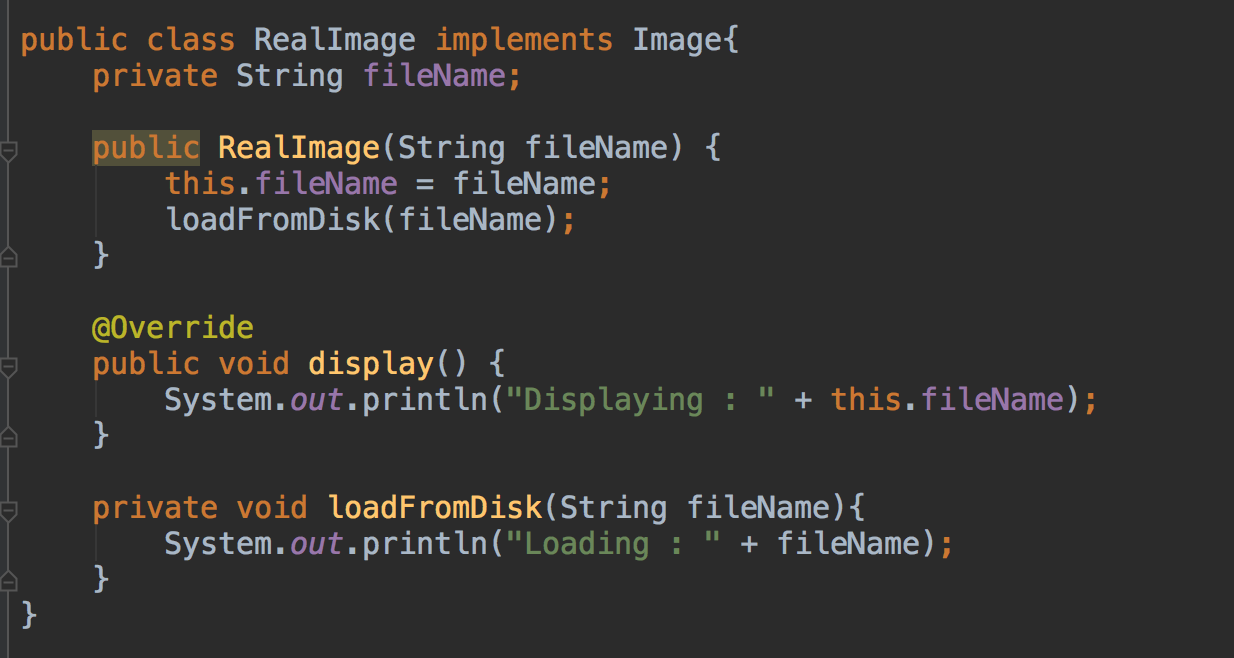 public class RealImage implements Image{
    private String fileName;

    public RealImage(String fileName) {
        this.fileName = fileName;
        loadFromDisk(fileName);
    }

    @Override
    public void display() {
        System.out.println("Displaying : " + this.fileName);
    }

    private void loadFromDisk(String fileName){
        System.out.println("Loading : " + fileName);
    }
}